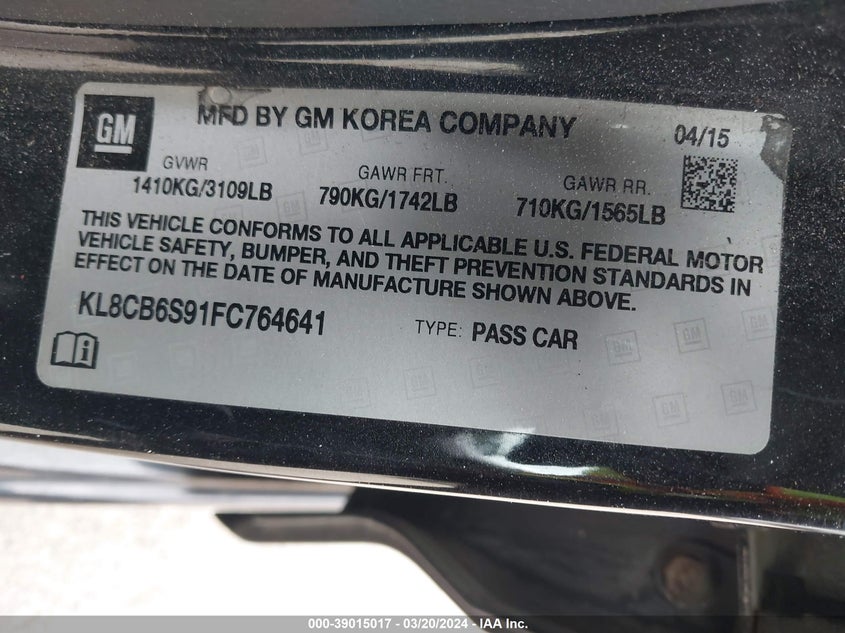 GM
MFD BY GM KOREA COMPANY
04/15
GVWR
1410KG/3109LB
GAWR FRT.
790KG/1742LB
GAWR RR.
710KG/1565LB
THIS VEHICLE CONFORMS TO ALL APPLICABLE U.S. FEDERAL MOTOR
VEHICLE SAFETY, BUMPER, AND THEFT PREVENTION STANDARDS IN
EFFECT ON THE DATE OF MANUFACTURE SHOWN ABOVE.
KL8CB6S91FC764641
TYPE: PASS CAR
000-39015017 - 03/20/2024 - IAA Inc.